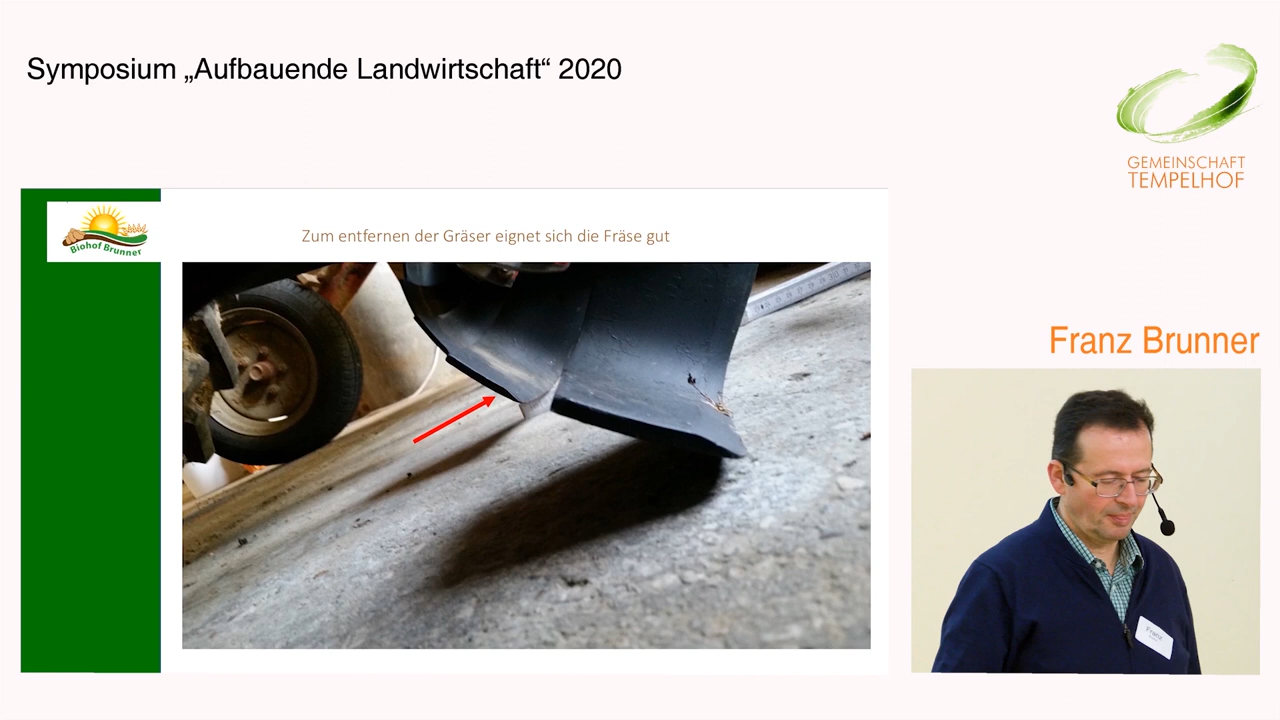 Symposium „Aufbauende Landwirtschaft“ 2020
GEMEINSCHAFT
TEMPELHOF
Biohof Brunner
Zum entfernen der Gräser eignet sich die Fräse gut
Franz Brunner
Franz